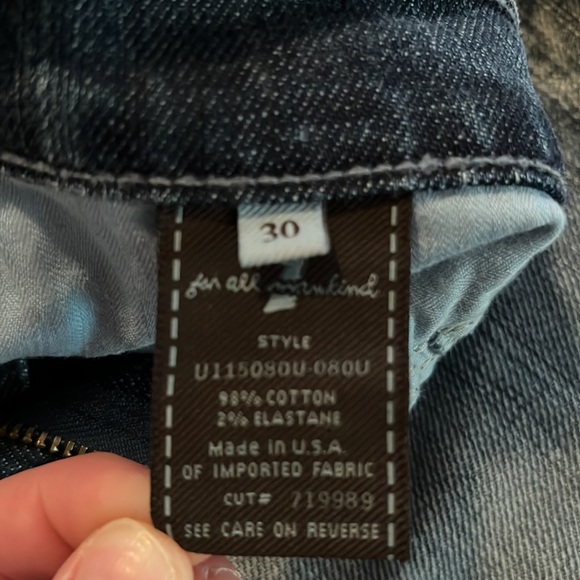 30
7
for all mankind
STYLE
U115080U-080U
98% COTTON
2% ELASTANE
Made in U.S.A.
OF IMPORTED FABRIC
CUT# 719989
SEE CARE ON REVERSE